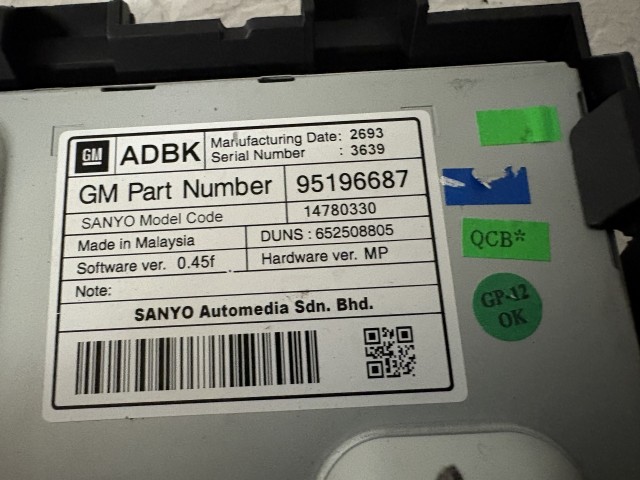 GM
ADBK
Manufacturing Date: 2693
Serial Number : 3639
GM Part Number 95196687
SANYO Model Code 14780330
Made in Malaysia DUNS : 652508805
Software ver. 0.45f Hardware ver. MP
Note:
SANYO Automedia Sdn. Bhd.
QCB*
GP-12
OK